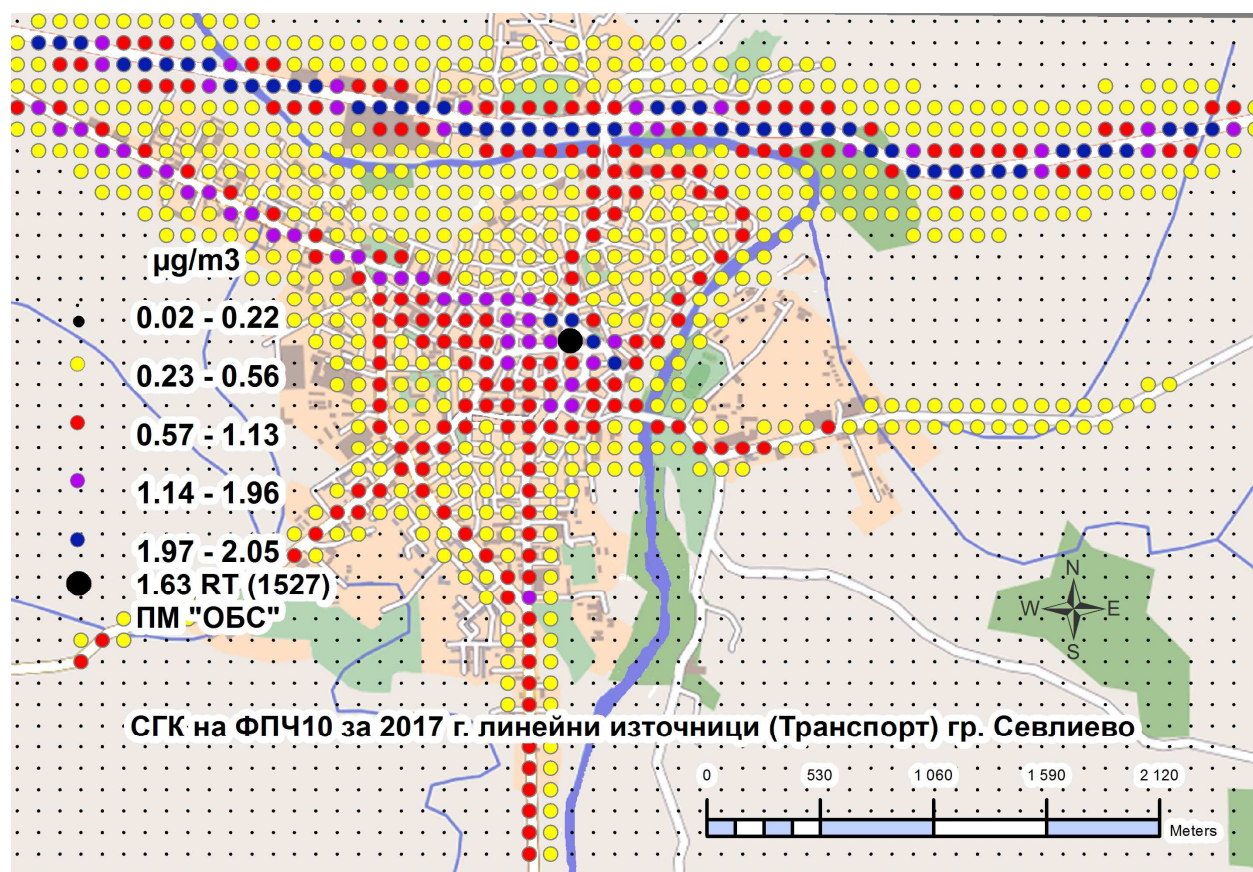 µg/m3
0.02 - 0.22
0.23 - 0.56
0.57 - 1.13
1.14 - 1.96
1.97 - 2.05
1.63 RT (1527)
ПМ "ОБС"
N
W E
S
СГК на ФПЧ10 за 2017 г. линейни източници (Транспорт) гр. Севлиево
0 530 1 060 1 590 2 120
Meters